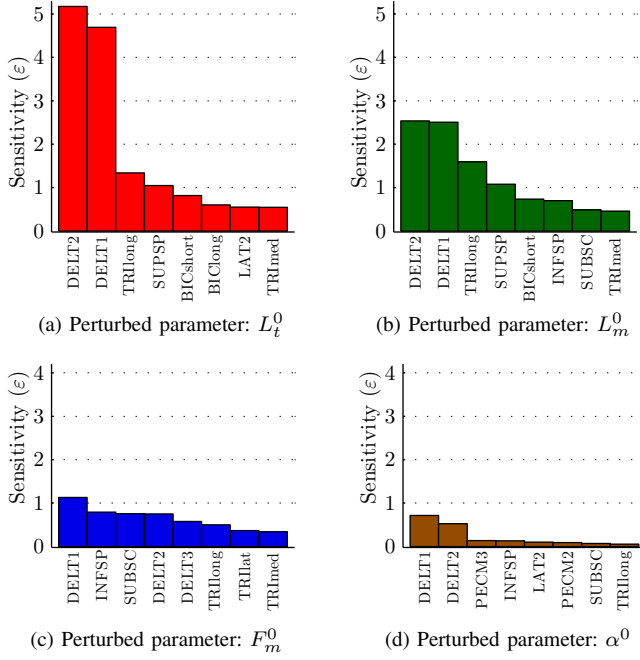 5
4
3
2
1
0
Sensitivity (ε)
DELT2
DELT1
TRIlong
SUPSP
BICshort
BIClong
LAT2
TRImed
(a) Perturbed parameter: L_t^0
5
4
3
2
1
0
Sensitivity (ε)
DELT2
DELT1
TRIlong
SUPSP
BICshort
INFSP
SUBSC
TRImed
(b) Perturbed parameter: L_m^0
4
3
2
1
0
Sensitivity (ε)
DELT1
INFSP
SUBSC
DELT2
DELT3
TRIlong
TRIlat
TRImed
(c) Perturbed parameter: F_m^0
4
3
2
1
0
Sensitivity (ε)
DELT1
DELT2
PECM3
INFSP
LAT2
PECM2
SUBSC
TRIlong
(d) Perturbed parameter: α^0